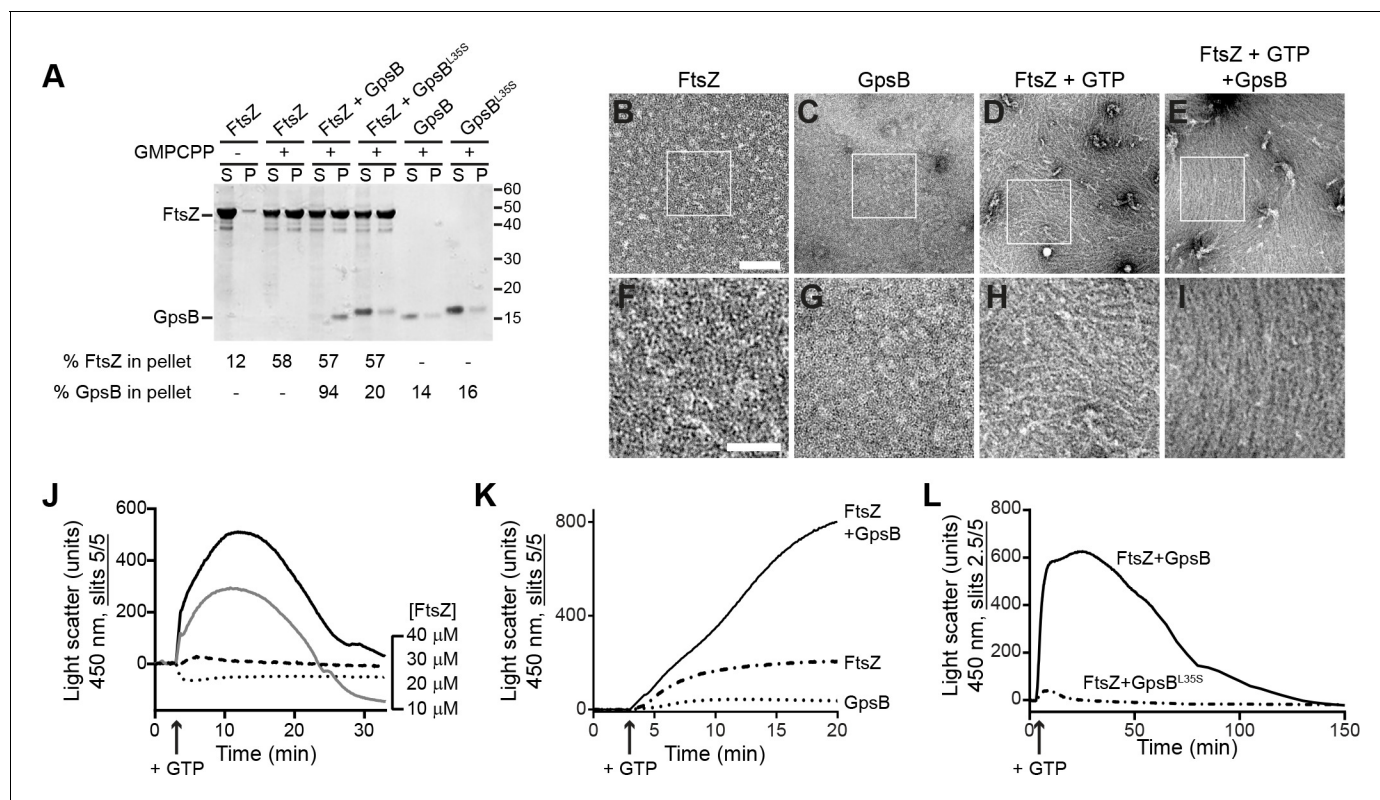 A
FtsZ
FtsZ
FtsZ + GpsB
FtsZ + GpsB^L35S
GpsB
GpsB^L35S
GMPCPP - + + + + +
S P S P S P S P S P S P
FtsZ
GpsB
60
50
40
30
20
15
% FtsZ in pellet 12 58 57 57 - -
% GpsB in pellet - - 94 20 14 16
FtsZ
GpsB
FtsZ + GTP
FtsZ + GTP
+GpsB
B
C
D
E
F
G
H
I
J
Light scatter (units)
450 nm, slits 5/5
600
400
200
0
0 10 20 30
Time (min)
+ GTP
[FtsZ]
40 μM
30 μM
20 μM
10 μM
K
Light scatter (units)
450 nm, slits 5/5
800
400
0
0 5 10 15 20
Time (min)
+ GTP
FtsZ
+GpsB
FtsZ
GpsB
L
Light scatter (units)
450 nm, slits 2.5/5
800
600
400
200
0
0 50 100 150
Time (min)
+ GTP
FtsZ+GpsB
FtsZ+GpsB^L35S